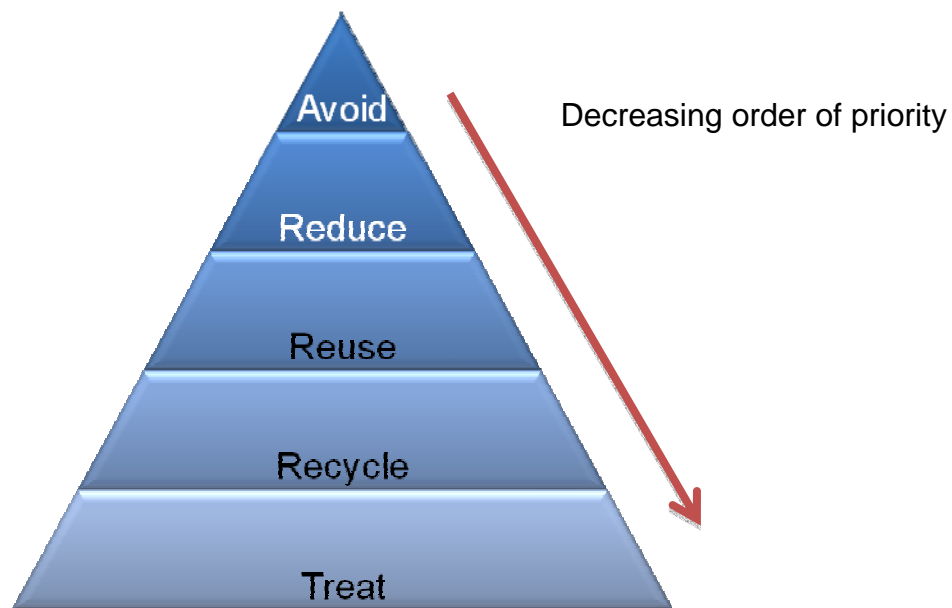 Avoid
Decreasing order of priority
Reduce
Reuse
Recycle
Treat